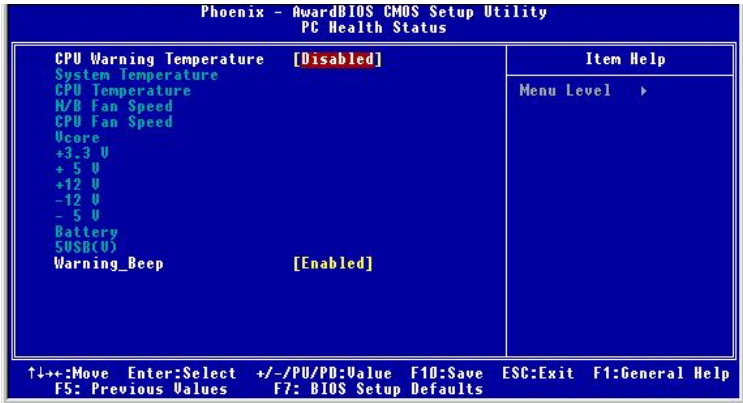 Phoenix - AwardBIOS CMOS Setup Utility
PC Health Status
CPU Warning Temperature [Disabled]
System Temperature
CPU Temperature
N/B Fan Speed
CPU Fan Speed
Vcore
+3.3 V
+ 5 V
+12 V
-12 V
- 5 V
Battery
5VSB(V)
Warning_Beep [Enabled]
Item Help
Menu Level ▸
↑↓→←:Move Enter:Select +/-/PU/PD:Value F10:Save ESC:Exit F1:General Help
F5: Previous Values F7: BIOS Setup Defaults